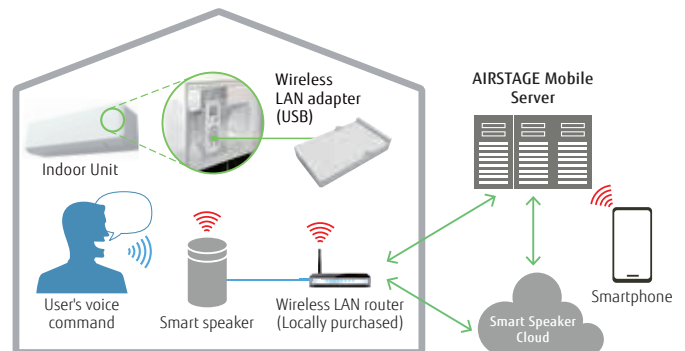 Wireless
LAN adapter
(USB)
AIRSTAGE Mobile
Server
Indoor Unit
User's voice
command
Smart speaker
Wireless LAN router
(Locally purchased)
Smart Speaker
Cloud
Smartphone